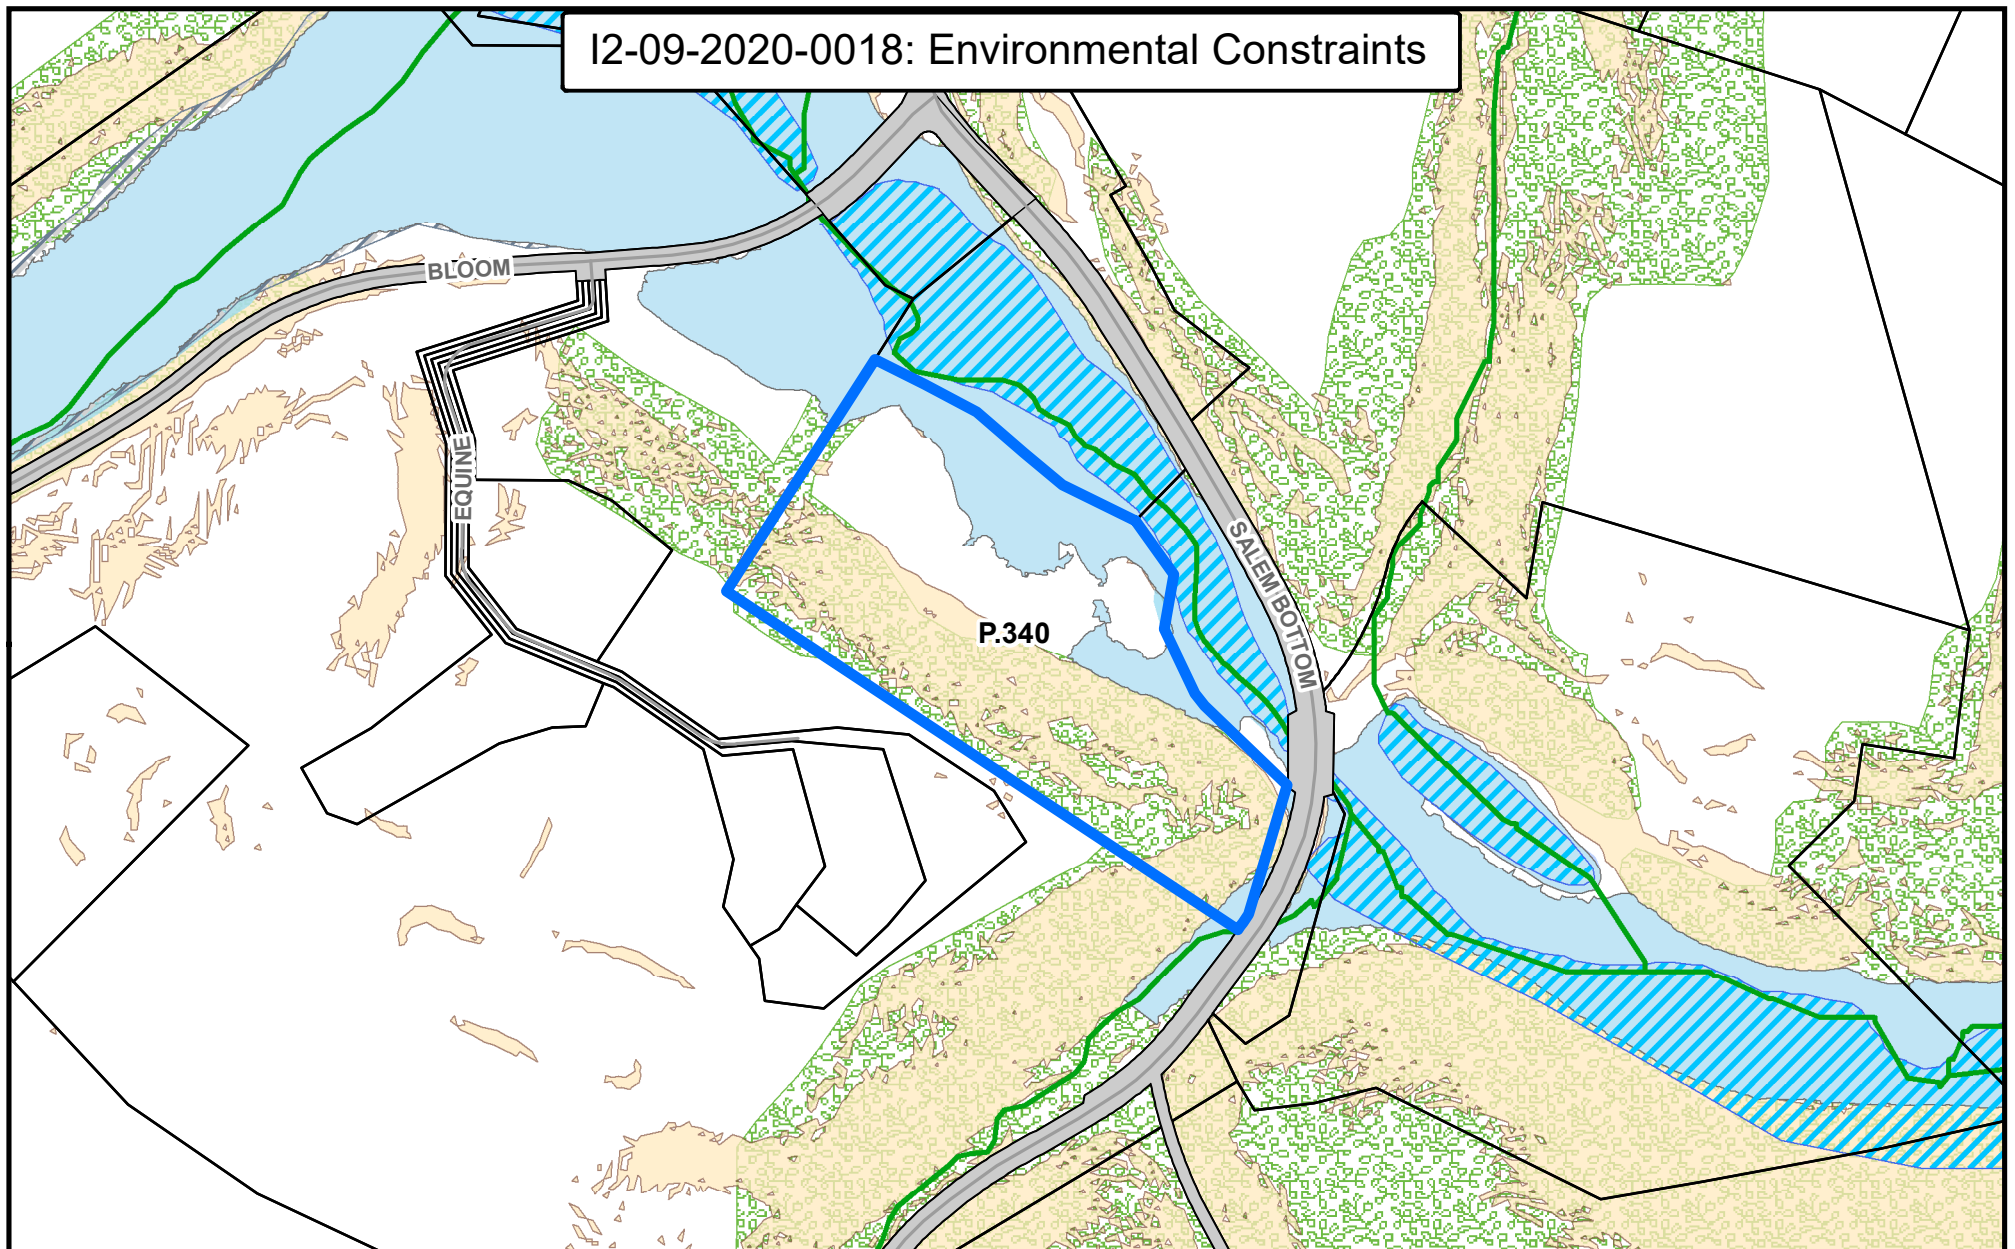 I2-09-2020-0018: Environmental Constraints
BLOOM
EQUINE
SALEM BOTTOM
P.340